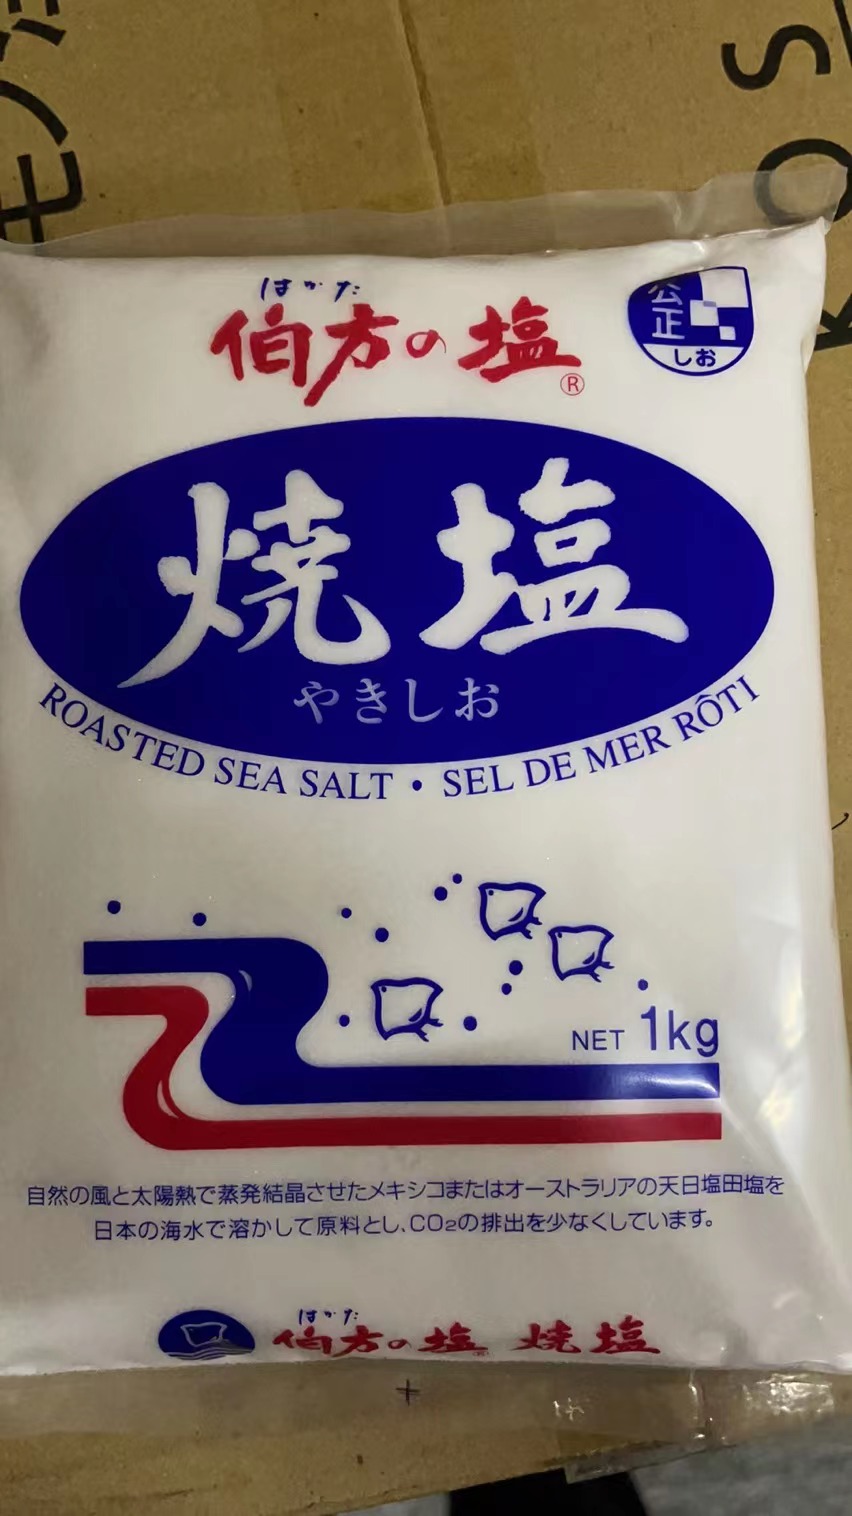 はかた
伯方の塩®
公正
しお
焼塩
やきしお
ROASTED SEA SALT・SEL DE MER RÔTI
NET 1kg
自然の風と太陽熱で蒸発結晶させたメキシコまたはオーストラリアの天日塩田塩を
日本の海水で溶かして原料とし、CO₂の排出を少なくしています。
はかた
伯方の塩® 焼塩